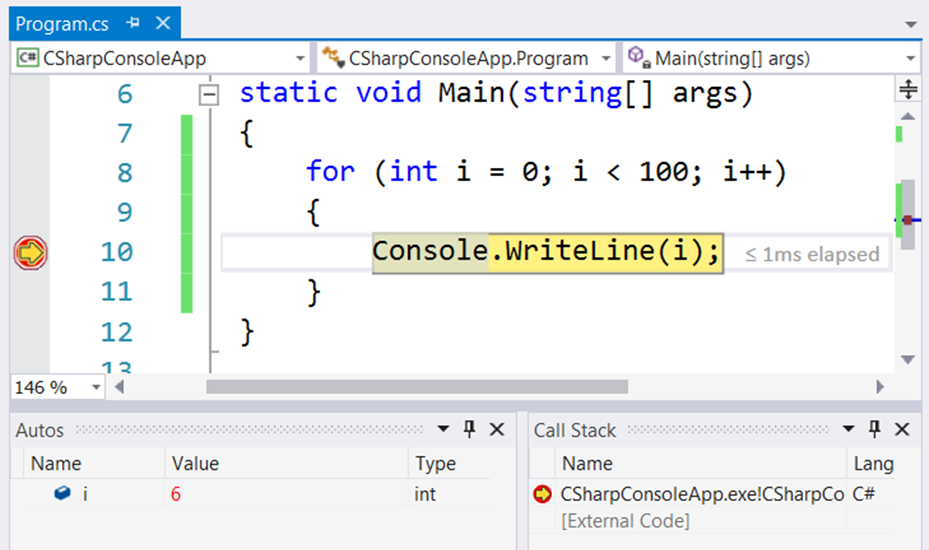 Program.cs
C# CSharpConsoleApp CSharpConsoleApp.Program Main(string[] args)
6 static void Main(string[] args)
7 {
8 for (int i = 0; i < 100; i++)
9 {
10 Console.WriteLine(i); ≤ 1ms elapsed
11 }
12 }
13
146 %
Autos
Name Value Type
i 6 int
Call Stack
Name Lang
CSharpConsoleApp.exe!CSharpCo C#
[External Code]